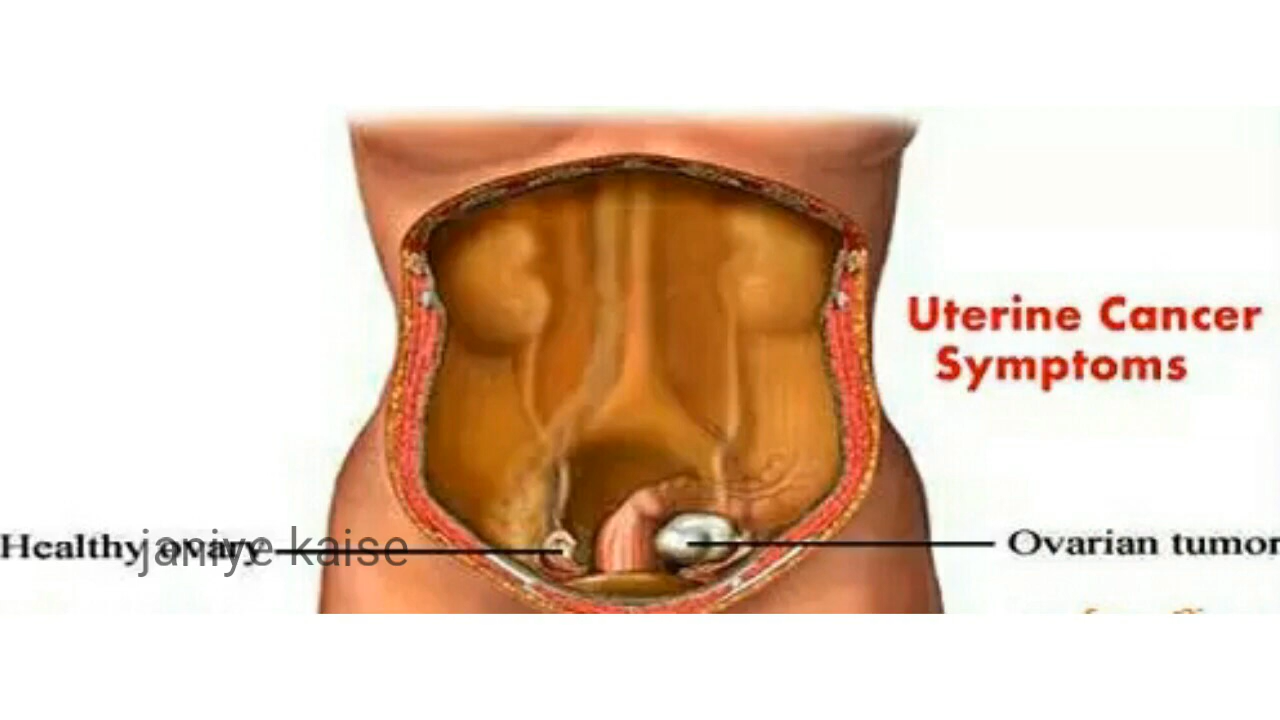 Uterine Cancer
Symptoms
Healthy ovary
janiye kaise
Ovarian tumor